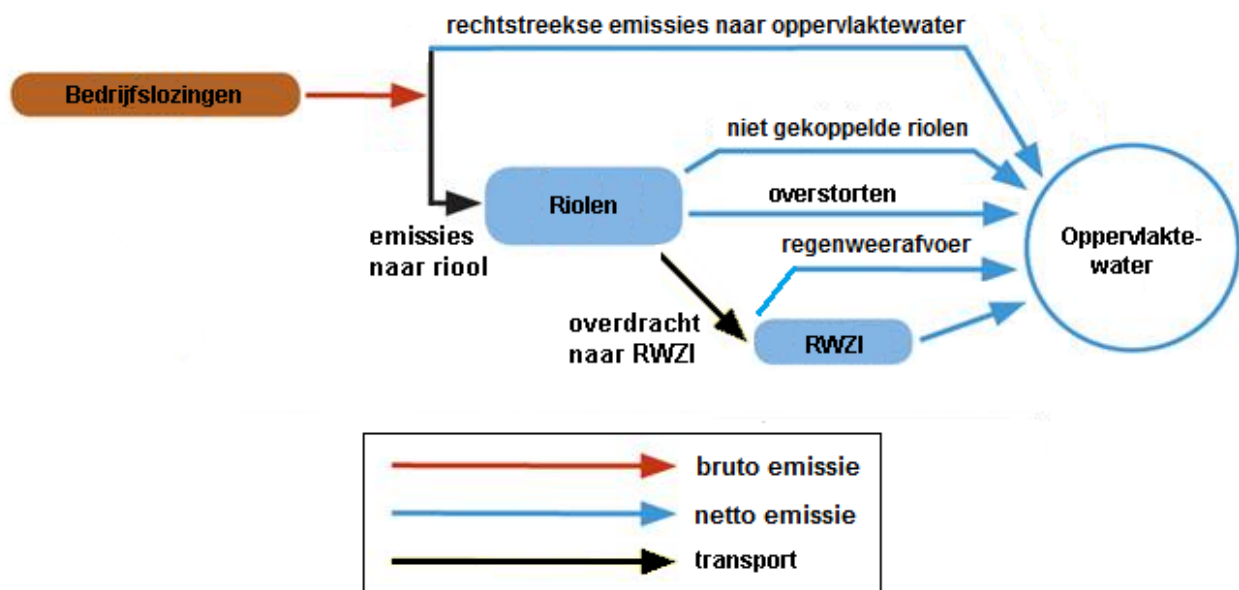 rechtstreekse emissies naar oppervlaktewater
Bedrijfslozingen
niet gekoppelde riolen
Riolen
overstorten
emissies
naar riool
regenweerafvoer
Oppervlakte-
water
overdracht
naar RWZI
RWZI
bruto emissie
netto emissie
transport